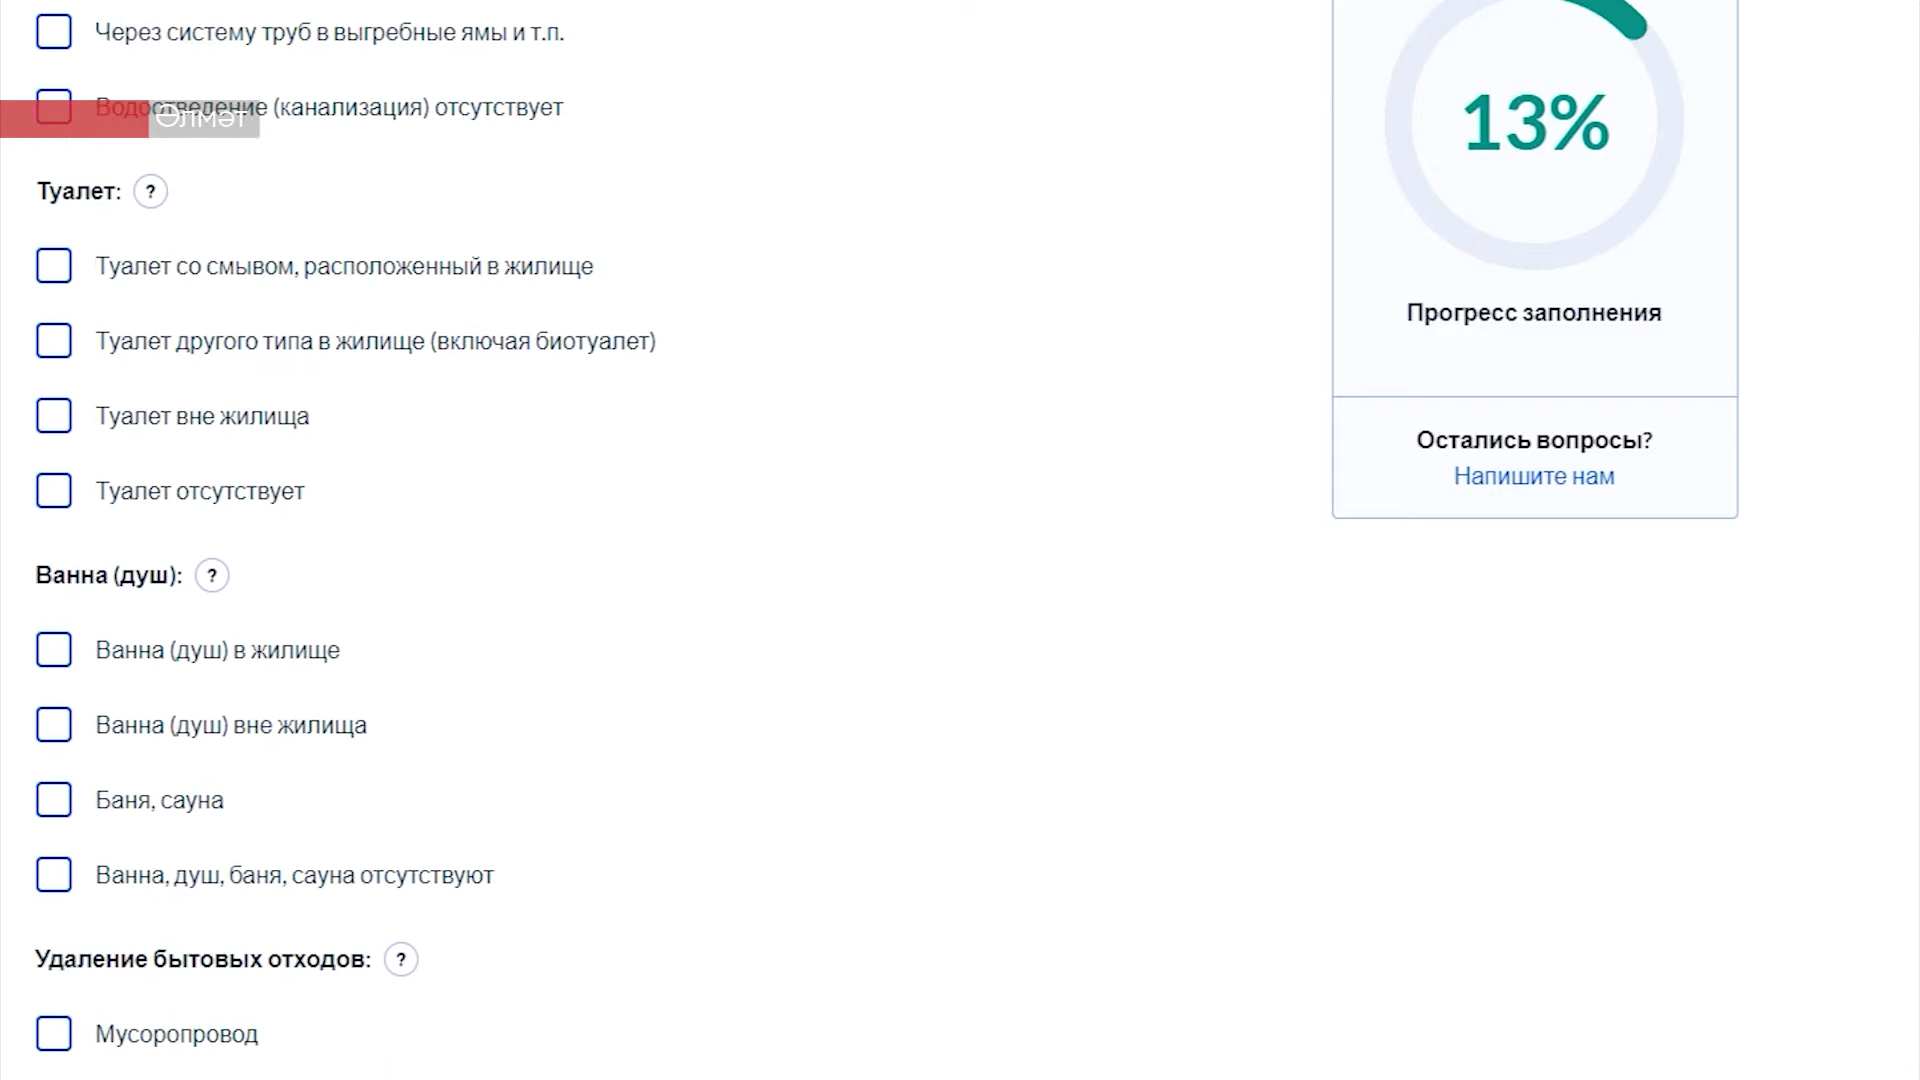 Через систему труб в выгребные ямы и т.п.
Водоотведение (канализация) отсутствует
Әлмәт
Туалет: ?
Туалет со смывом, расположенный в жилище
Туалет другого типа в жилище (включая биотуалет)
Туалет вне жилища
Туалет отсутствует
Ванна (душ): ?
Ванна (душ) в жилище
Ванна (душ) вне жилища
Баня, сауна
Ванна, душ, баня, сауна отсутствуют
Удаление бытовых отходов: ?
Мусоропровод
13%
Прогресс заполнения
Остались вопросы?
Напишите нам